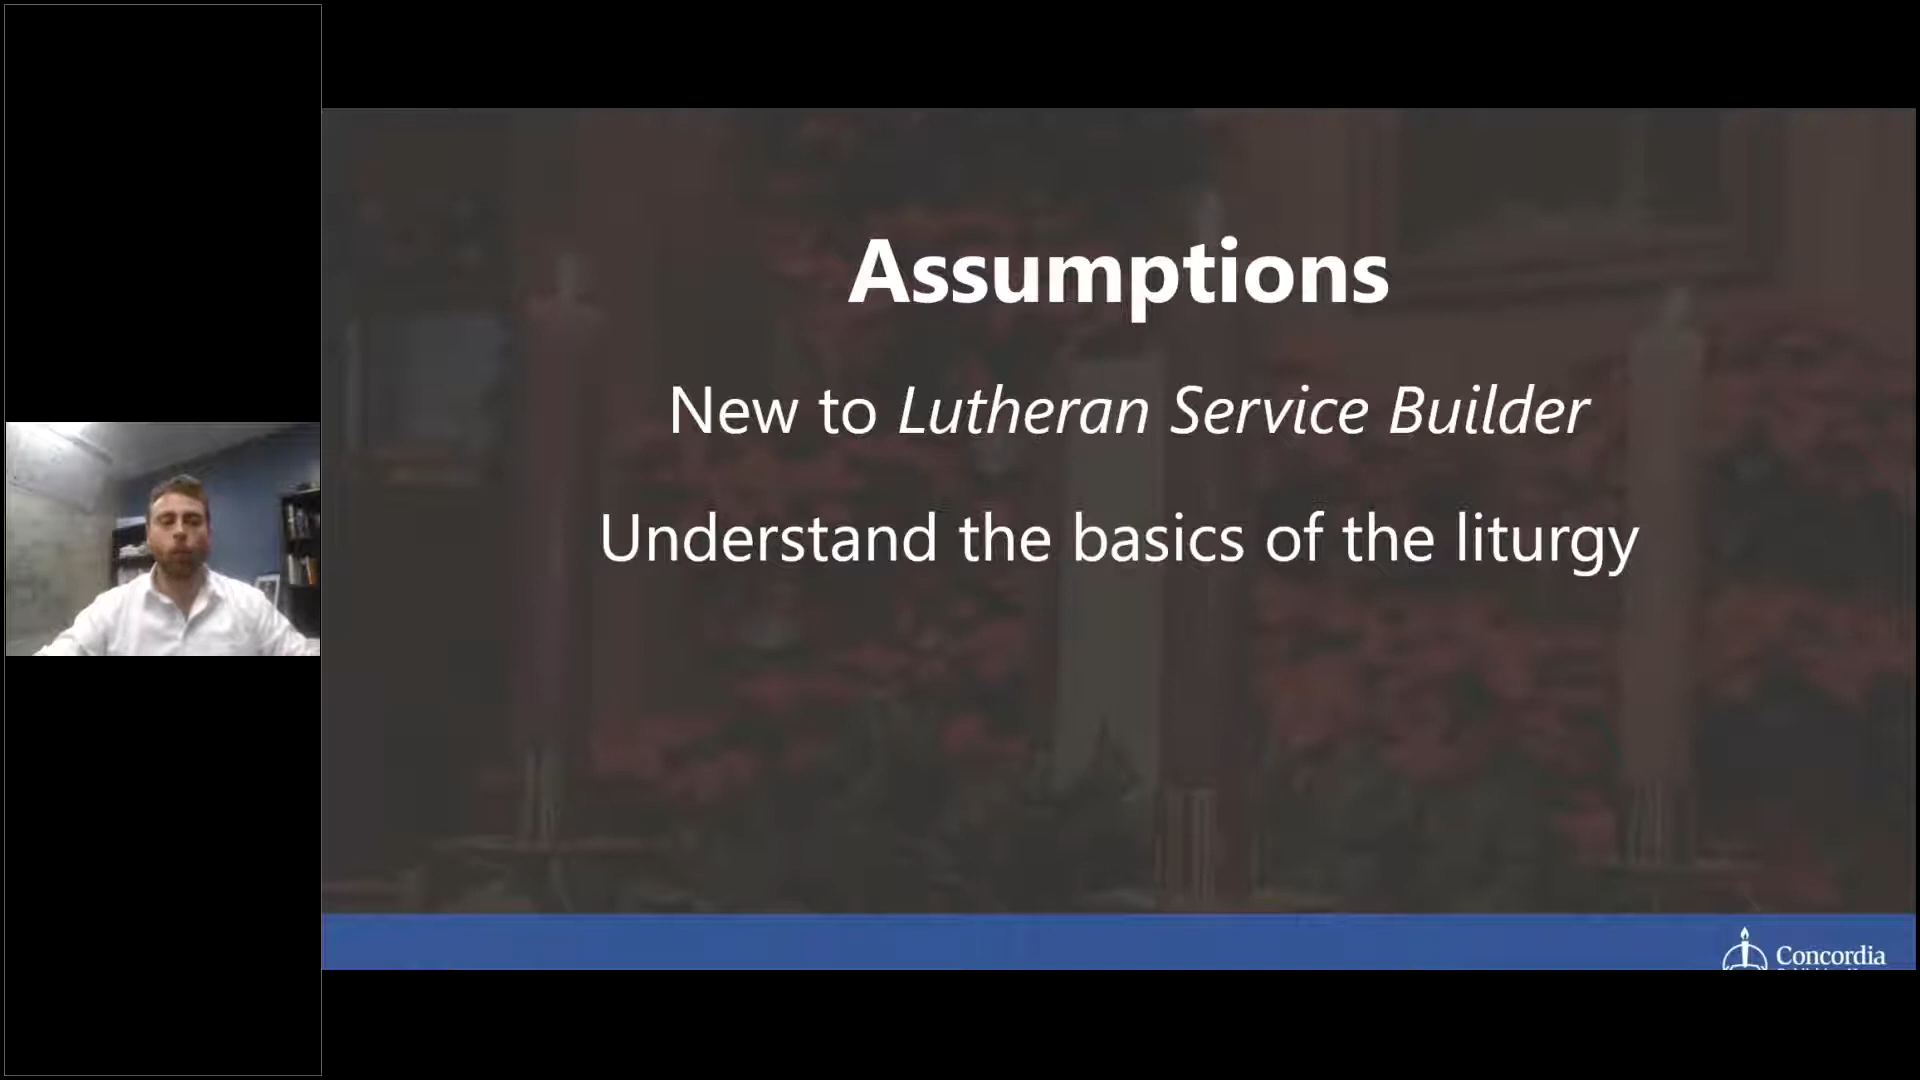 Assumptions
New to Lutheran Service Builder
Understand the basics of the liturgy
Concordia